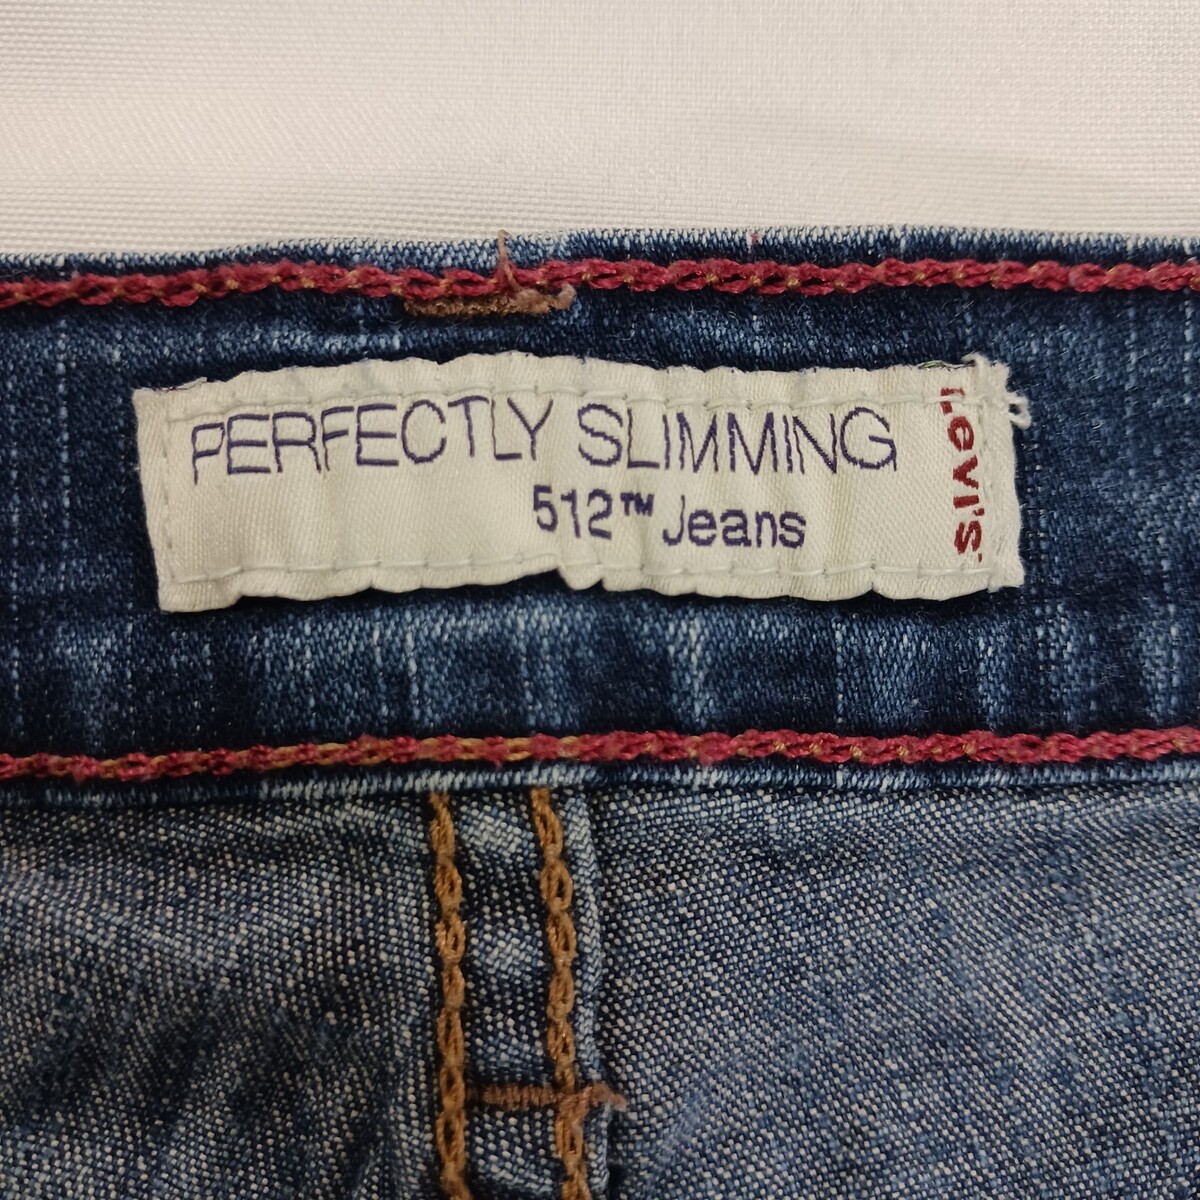 PERFECTLY SLIMMING
512™ Jeans
Levi's